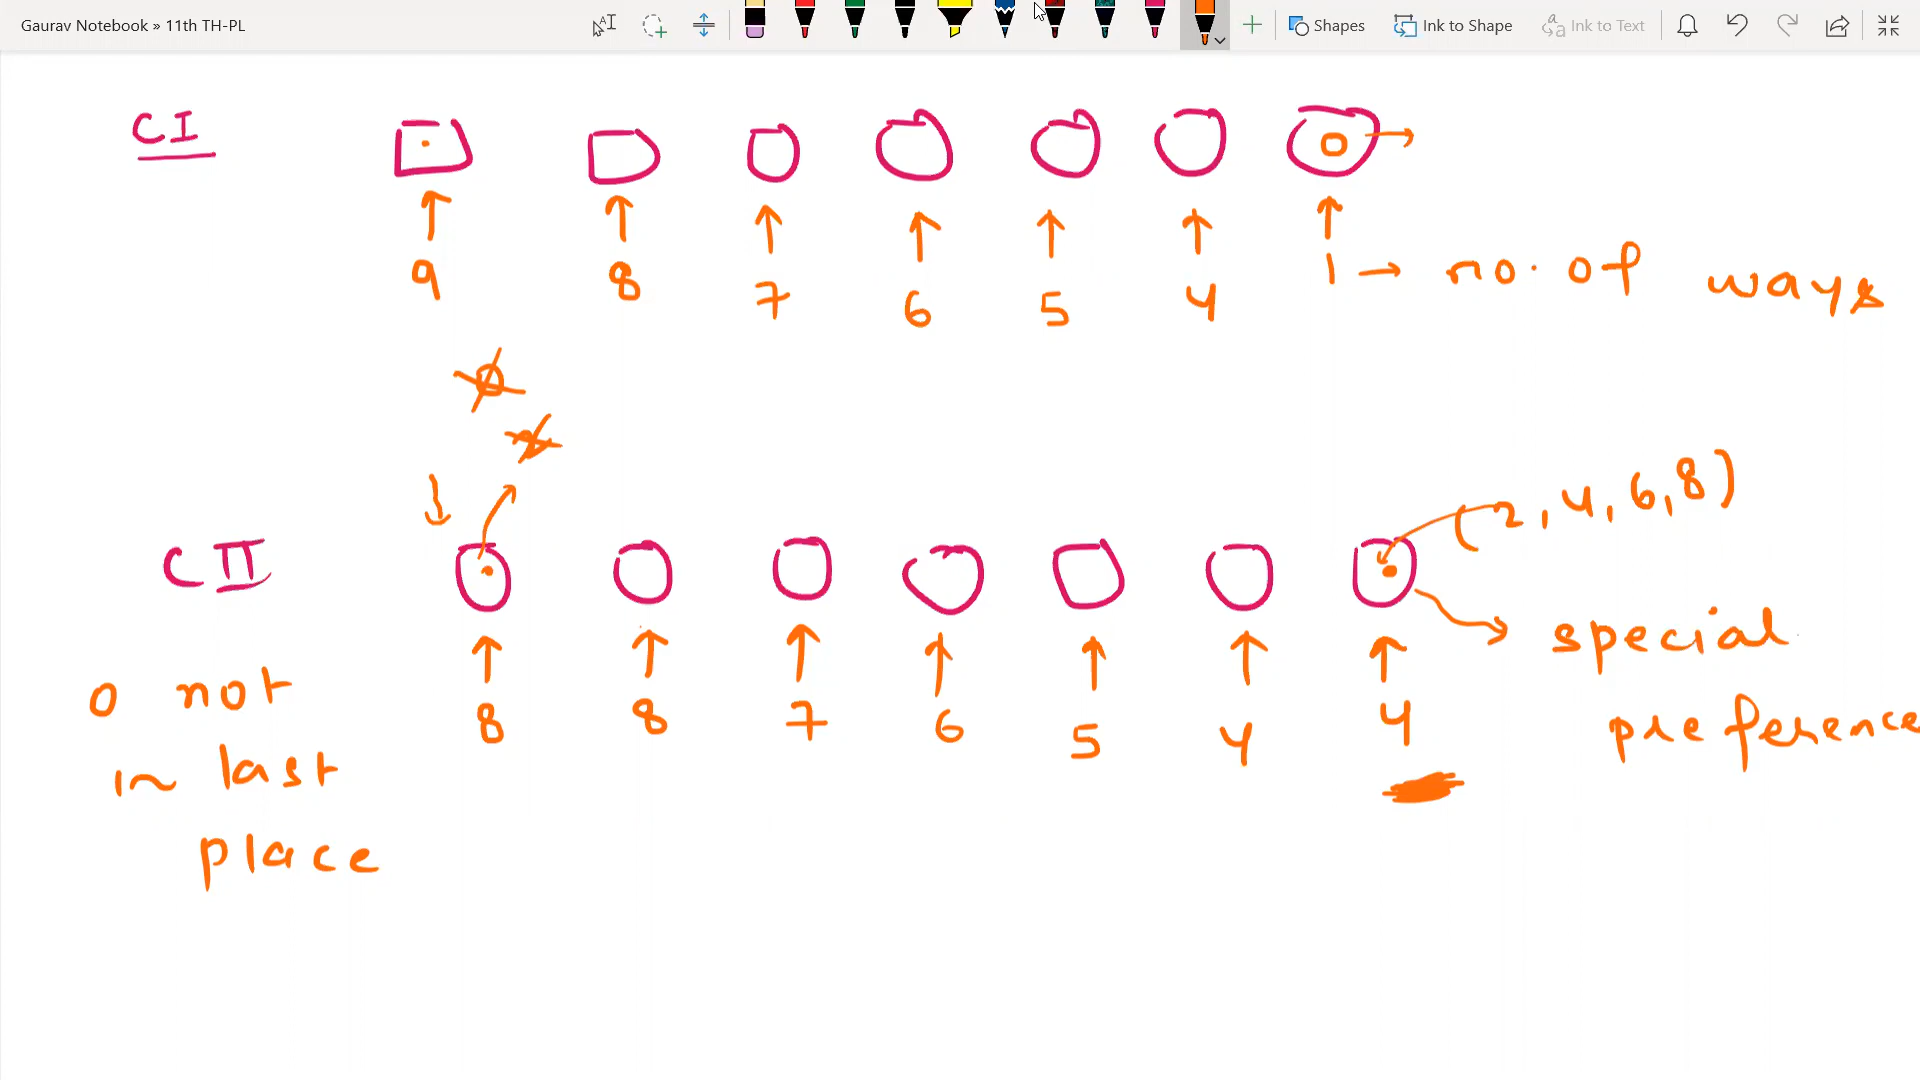 Gaurav Notebook » 11th TH-PL
Shapes
Ink to Shape
Ink to Text
CI
0
9 8 7 6 5 4 1 → no. of ways
(2, 4, 6, 8)
CII
8 8 7 6 5 4 4
special
preference
0 not
in last
place